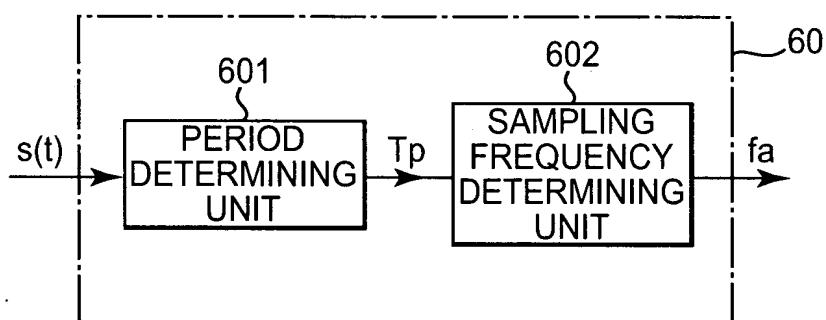 60
601
602
s(t)
PERIOD
DETERMINING
UNIT
Tp
SAMPLING
FREQUENCY
DETERMINING
UNIT
fa